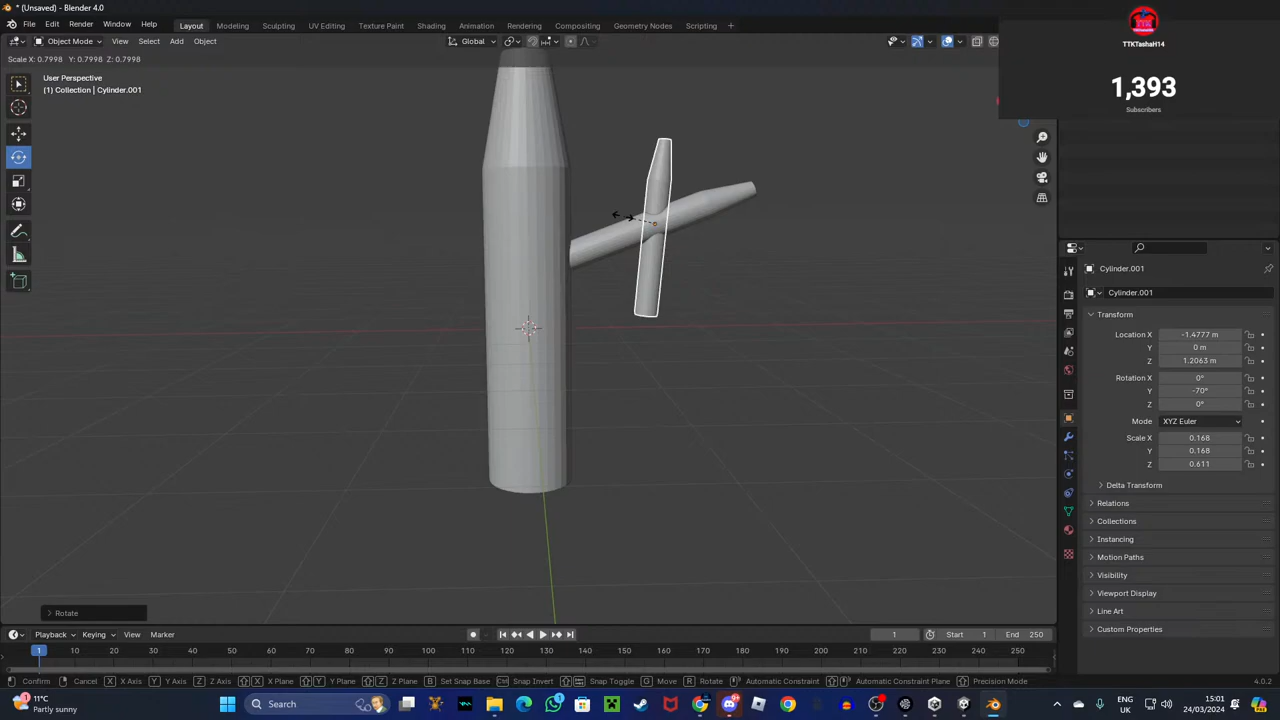 * (Unsaved) - Blender 4.0
File Edit Render Window Help Layout Modeling Sculpting UV Editing Texture Paint Shading Animation Rendering Compositing Geometry Nodes Scripting +
Object Mode View Select Add Object Global
TTKTashaH14
1,393
Subscribers
Scale X: 0.7998 Y: 0.7998 Z: 0.7998
User Perspective
(1) Collection | Cylinder.001
Cylinder.001
Cylinder.001
Transform
Location X -1.4777 m
Y 0 m
Z 1.2063 m
Rotation X 0°
Y -70°
Z 0°
Mode XYZ Euler
Scale X 0.168
Y 0.168
Z 0.611
Delta Transform
Relations
Collections
Instancing
Motion Paths
Visibility
Viewport Display
Line Art
Custom Properties
Rotate
Playback Keying View Marker 1 Start 1 End 250
1 10 20 30 40 50 60 70 80 90 100 110 120 130 140 150 160 170 180 190 200 210 220 230 240 250
Confirm Cancel X X Axis Y Y Axis Z Z Axis X X Plane Y Y Plane Z Z Plane B Set Snap Base Snap Invert Snap Toggle G Move R Rotate Automatic Constraint Automatic Constraint Plane Precision Mode 4.0.2
11°C
Partly sunny
Search
ENG
UK
15:01
24/03/2024